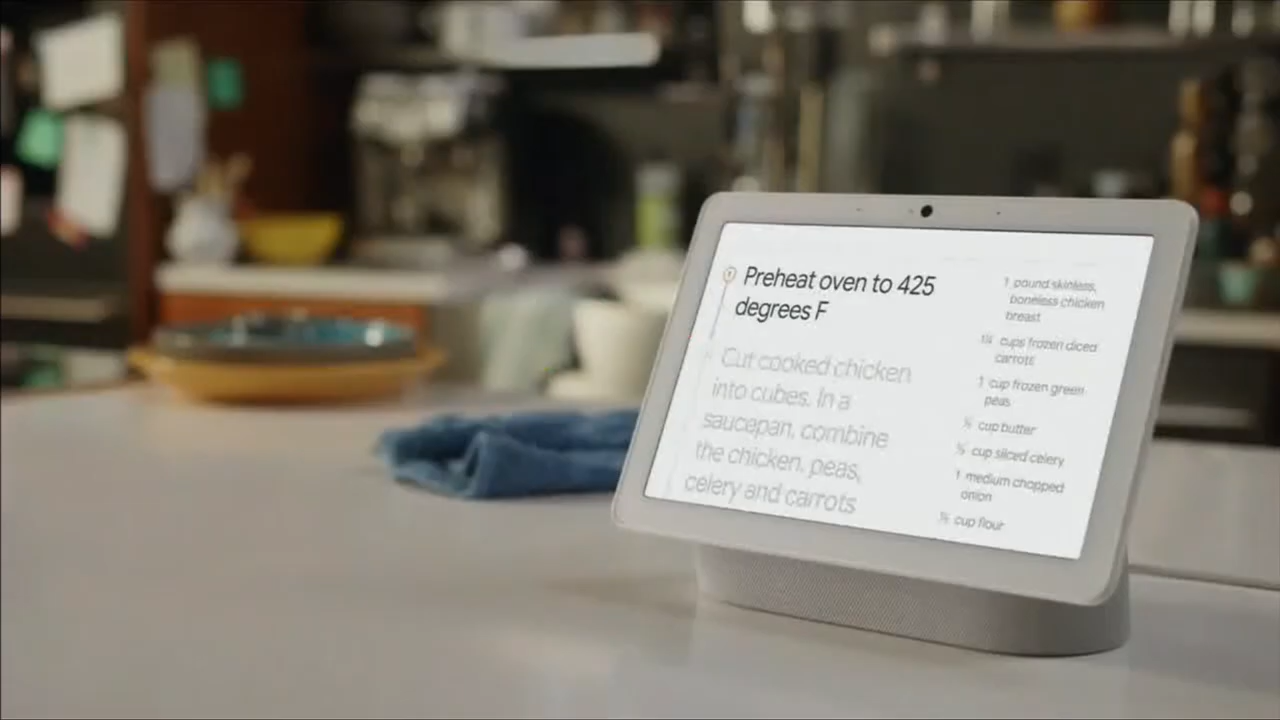 Preheat oven to 425
degrees F
Cut cooked chicken
into cubes. In a
saucepan, combine
the chicken, peas,
celery and carrots
1 pound skinless,
boneless chicken
breast
cups frozen diced
carrots
1 cup frozen green
peas
cup butter
cup sliced celery
1 medium chopped
onion
cup flour